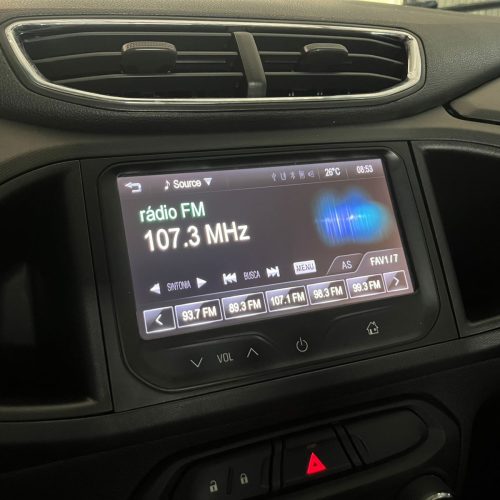 Source 26°C 08:53
rádio FM
107.3 MHz
SINTONIA BUSCA MENU AS FAV1/7
93.7 FM 89.3 FM 107.1 FM 98.3 FM 99.3 FM
VOL